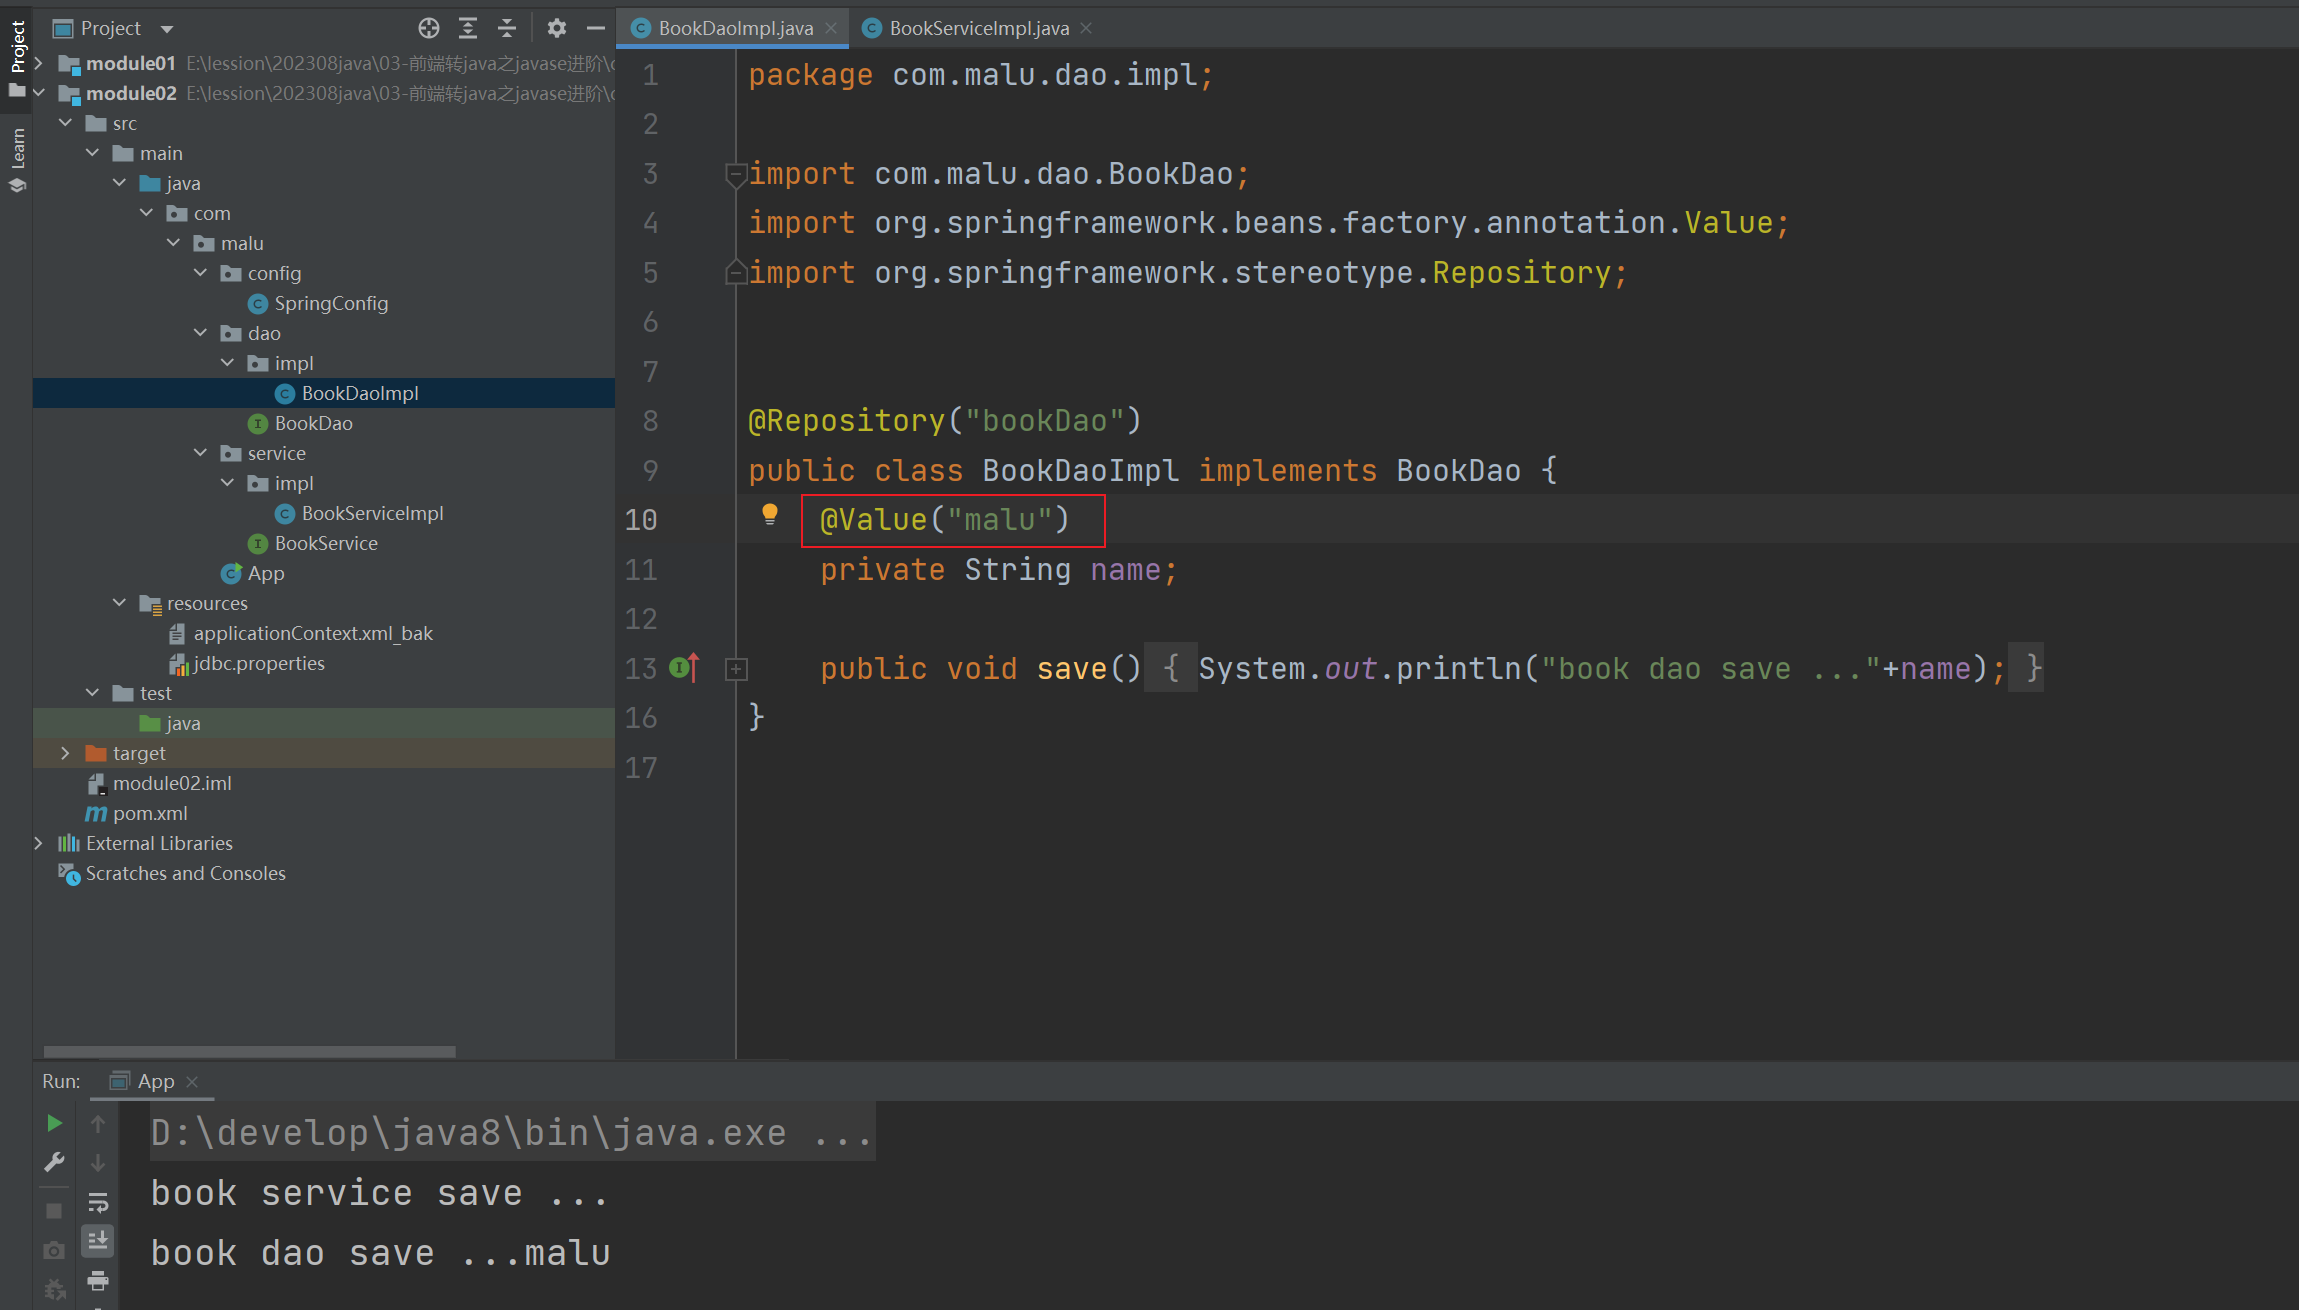 Project
Learn
Project
module01 E:\lession\202308java\03-前端转java之javase进阶\
module02 E:\lession\202308java\03-前端转java之javase进阶\
src
main
java
com
malu
config
SpringConfig
dao
impl
BookDaoImpl
BookDao
service
impl
BookServiceImpl
BookService
App
resources
applicationContext.xml_bak
jdbc.properties
test
java
target
module02.iml
pom.xml
External Libraries
Scratches and Consoles
BookDaoImpl.java
BookServiceImpl.java
1 package com.malu.dao.impl;
2
3 import com.malu.dao.BookDao;
4 import org.springframework.beans.factory.annotation.Value;
5 import org.springframework.stereotype.Repository;
6
7
8 @Repository("bookDao")
9 public class BookDaoImpl implements BookDao {
10 @Value("malu")
11 private String name;
12
13 public void save() { System.out.println("book dao save ..."+name); }
16 }
17
Run: App
D:\develop\java8\bin\java.exe ...
book service save ...
book dao save ...malu